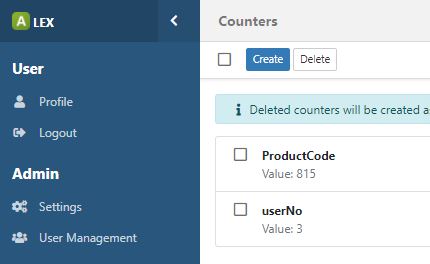 A LEX
User
Profile
Logout
Admin
Settings
User Management
Counters
Create Delete
Deleted counters will be created
ProductCode
Value: 815
userNo
Value: 3